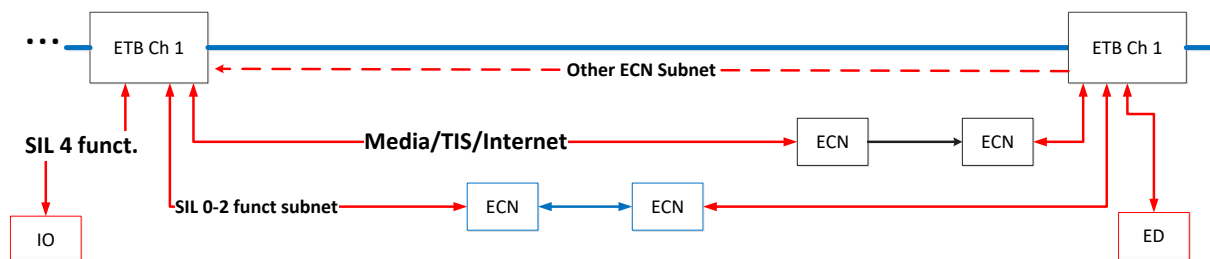 ...
ETB Ch 1
ETB Ch 1
Other ECN Subnet
SIL 4 funct.
Media/TIS/Internet
ECN
ECN
SIL 0-2 funct subnet
ECN
ECN
IO
ED